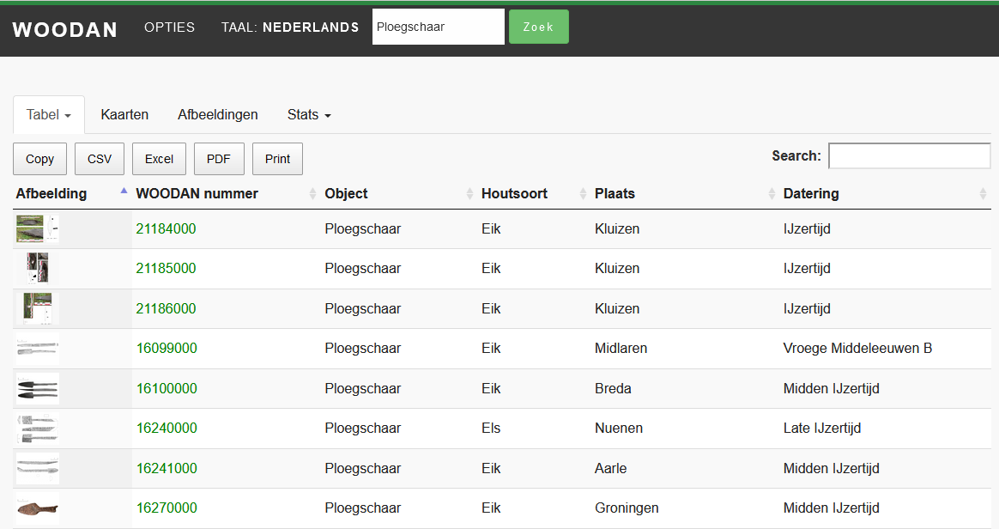 WOODAN OPTIES TAAL: NEDERLANDS Ploegschaar Zoek
Tabel Kaarten Afbeeldingen Stats
Copy CSV Excel PDF Print Search:
Afbeelding WOODAN nummer Object Houtsoort Plaats Datering
21184000 Ploegschaar Eik Kluizen IJzertijd
21185000 Ploegschaar Eik Kluizen IJzertijd
21186000 Ploegschaar Eik Kluizen IJzertijd
16099000 Ploegschaar Eik Midlaren Vroege Middeleeuwen B
16100000 Ploegschaar Eik Breda Midden IJzertijd
16240000 Ploegschaar Els Nuenen Late IJzertijd
16241000 Ploegschaar Eik Aarle Midden IJzertijd
16270000 Ploegschaar Eik Groningen Midden IJzertijd